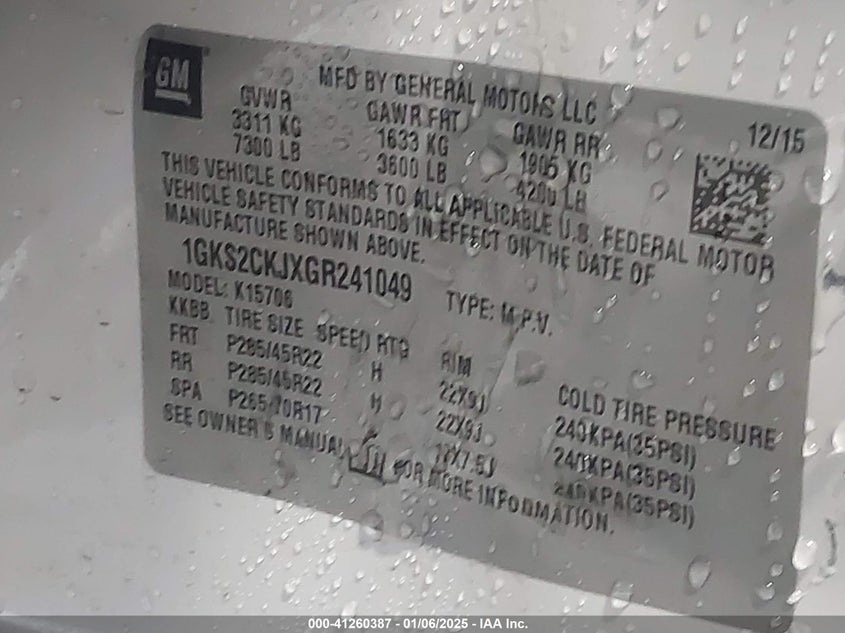 GM
MFD BY GENERAL MOTORS LLC
12/15
GVWR GAWR FRT GAWR RR
3311 KG 1633 KG 1905 KG
7300 LB 3600 LB 4200 LB
THIS VEHICLE CONFORMS TO ALL APPLICABLE U.S. FEDERAL MOTOR
VEHICLE SAFETY STANDARDS IN EFFECT ON THE DATE OF
MANUFACTURE SHOWN ABOVE.
1GKS2CKJXGR241049 TYPE: M.P.V.
MODEL: K15706
KKBB. TIRE SIZE SPEED RTG RIM COLD TIRE PRESSURE
FRT P285/45R22 H 22X9J 240KPA(35PSI)
RR P285/45R22 H 22X9J 240KPA(35PSI)
SPA P265/70R17 17X7.5J 240KPA(35PSI)
SEE OWNER'S MANUAL FOR MORE INFORMATION.
000-41260387 - 01/06/2025 - IAA Inc.